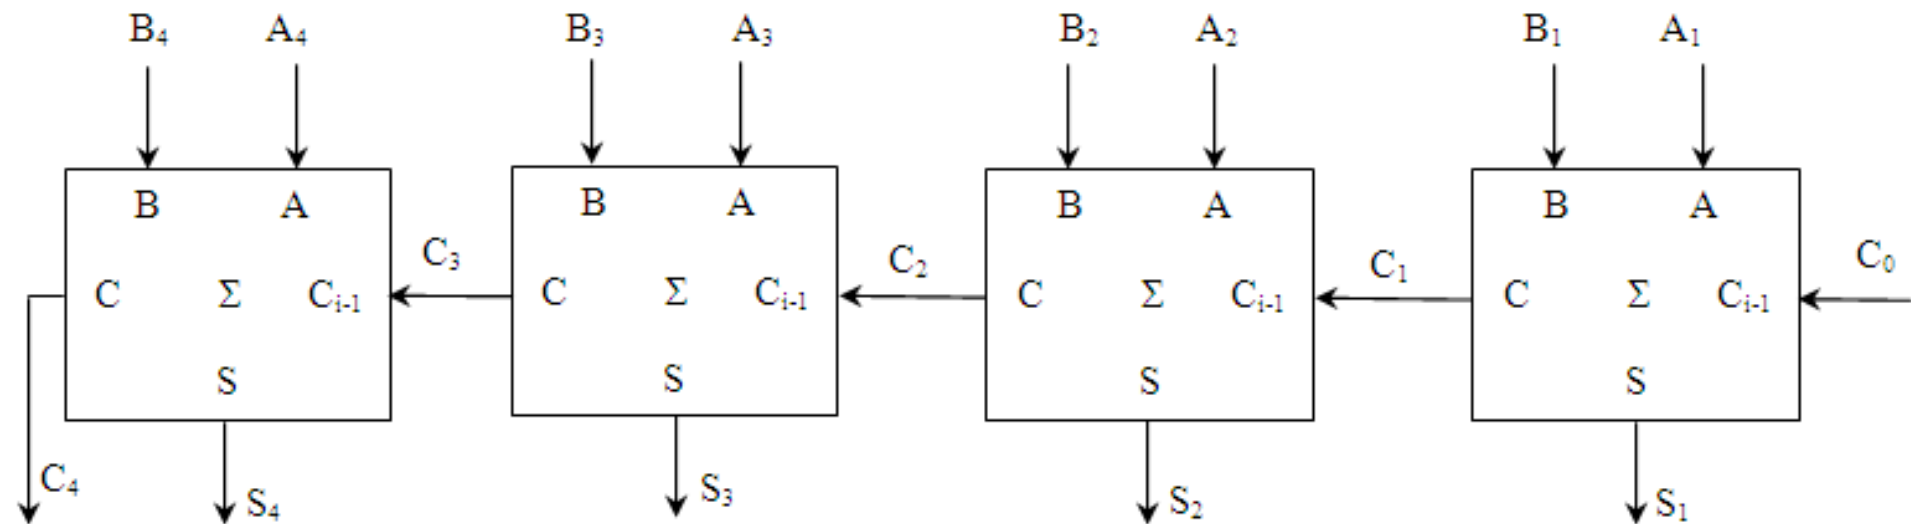 B₄ A₄ B₃ A₃ B₂ A₂ B₁ A₁
B A B A B A B A
C₃ C₂ C₁ C₀
C Σ Cᵢ₋₁ C Σ Cᵢ₋₁ C Σ Cᵢ₋₁ C Σ Cᵢ₋₁
S S S S
C₄ S₄ S₃ S₂ S₁